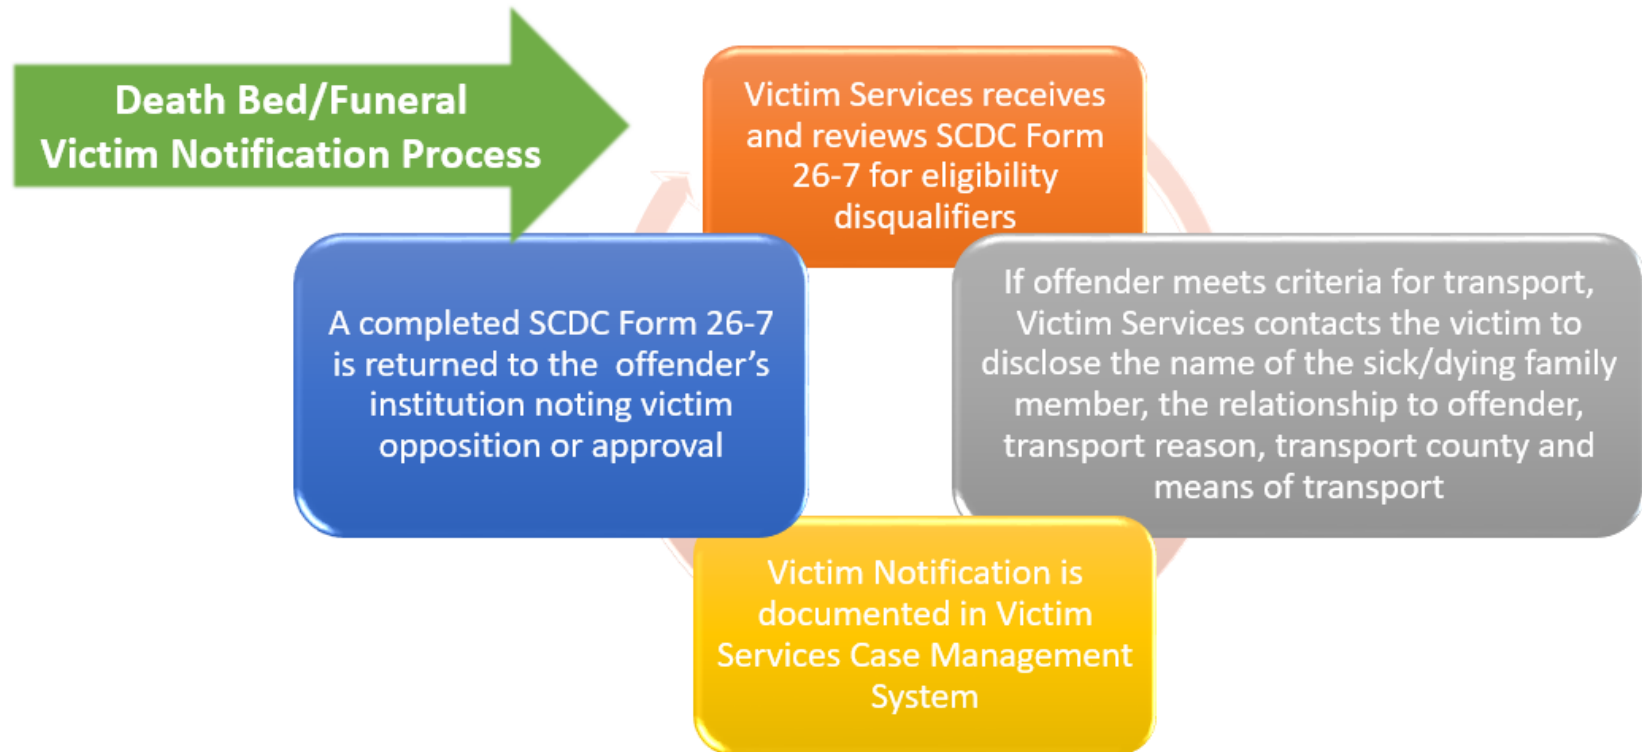 Death Bed/Funeral
Victim Notification Process
Victim Services receives
and reviews SCDC Form
26-7 for eligibility
disqualifiers
If offender meets criteria for transport,
Victim Services contacts the victim to
disclose the name of the sick/dying family
member, the relationship to offender,
transport reason, transport county and
means of transport
Victim Notification is
documented in Victim
Services Case Management
System
A completed SCDC Form 26-7
is returned to the offender’s
institution noting victim
opposition or approval